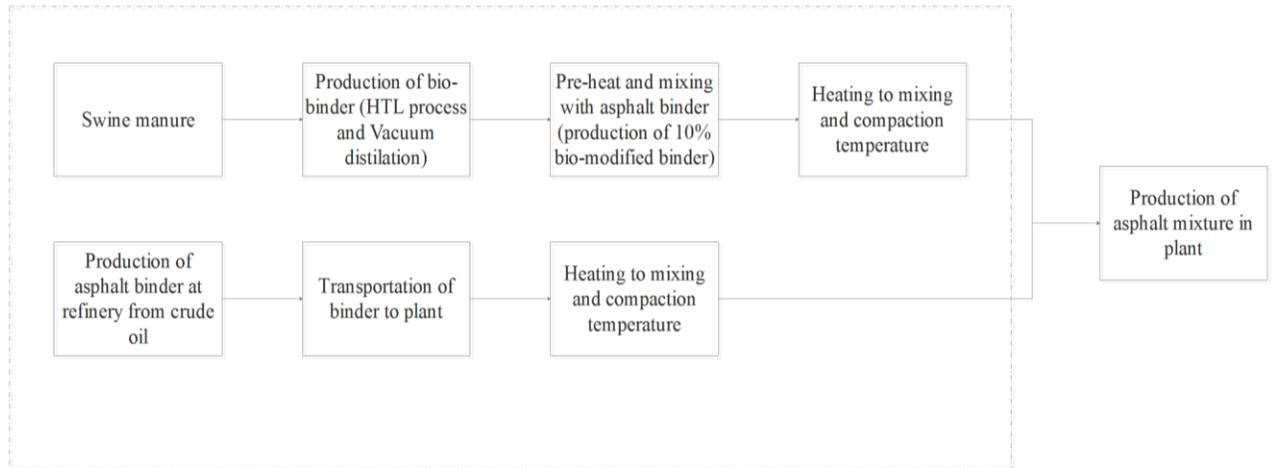 Swine manure
Production of bio-
binder (HTL process
and Vacuum
distilation)
Pre-heat and mixing
with asphalt binder
(production of 10%
bio-modified binder)
Heating to mixing
and compaction
temperature
Production of
asphalt mixture in
plant
Production of
asphalt binder at
refinery from crude
oil
Transportation of
binder to plant
Heating to mixing
and compaction
temperature